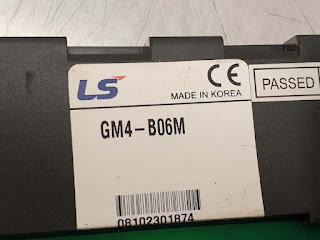 LS
CE
MADE IN KOREA
PASSED
GM4-B06M
08102301874